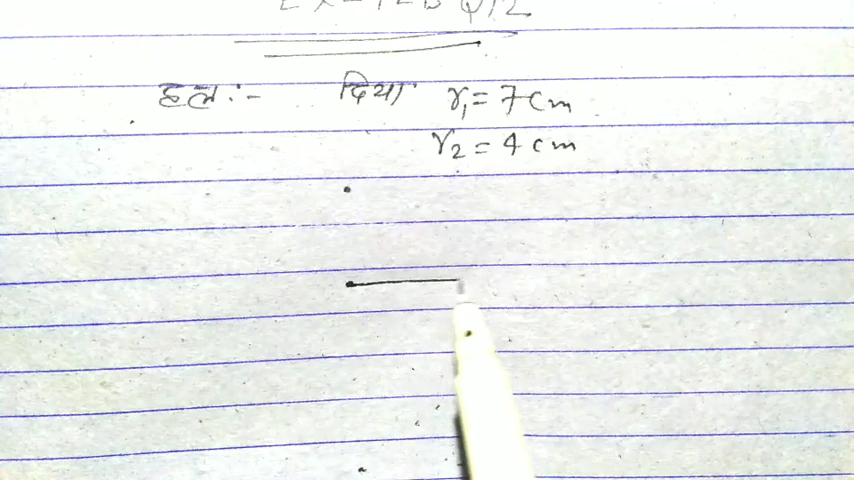 हल :- दिया r₁ = 7 cm
r₂ = 4 cm